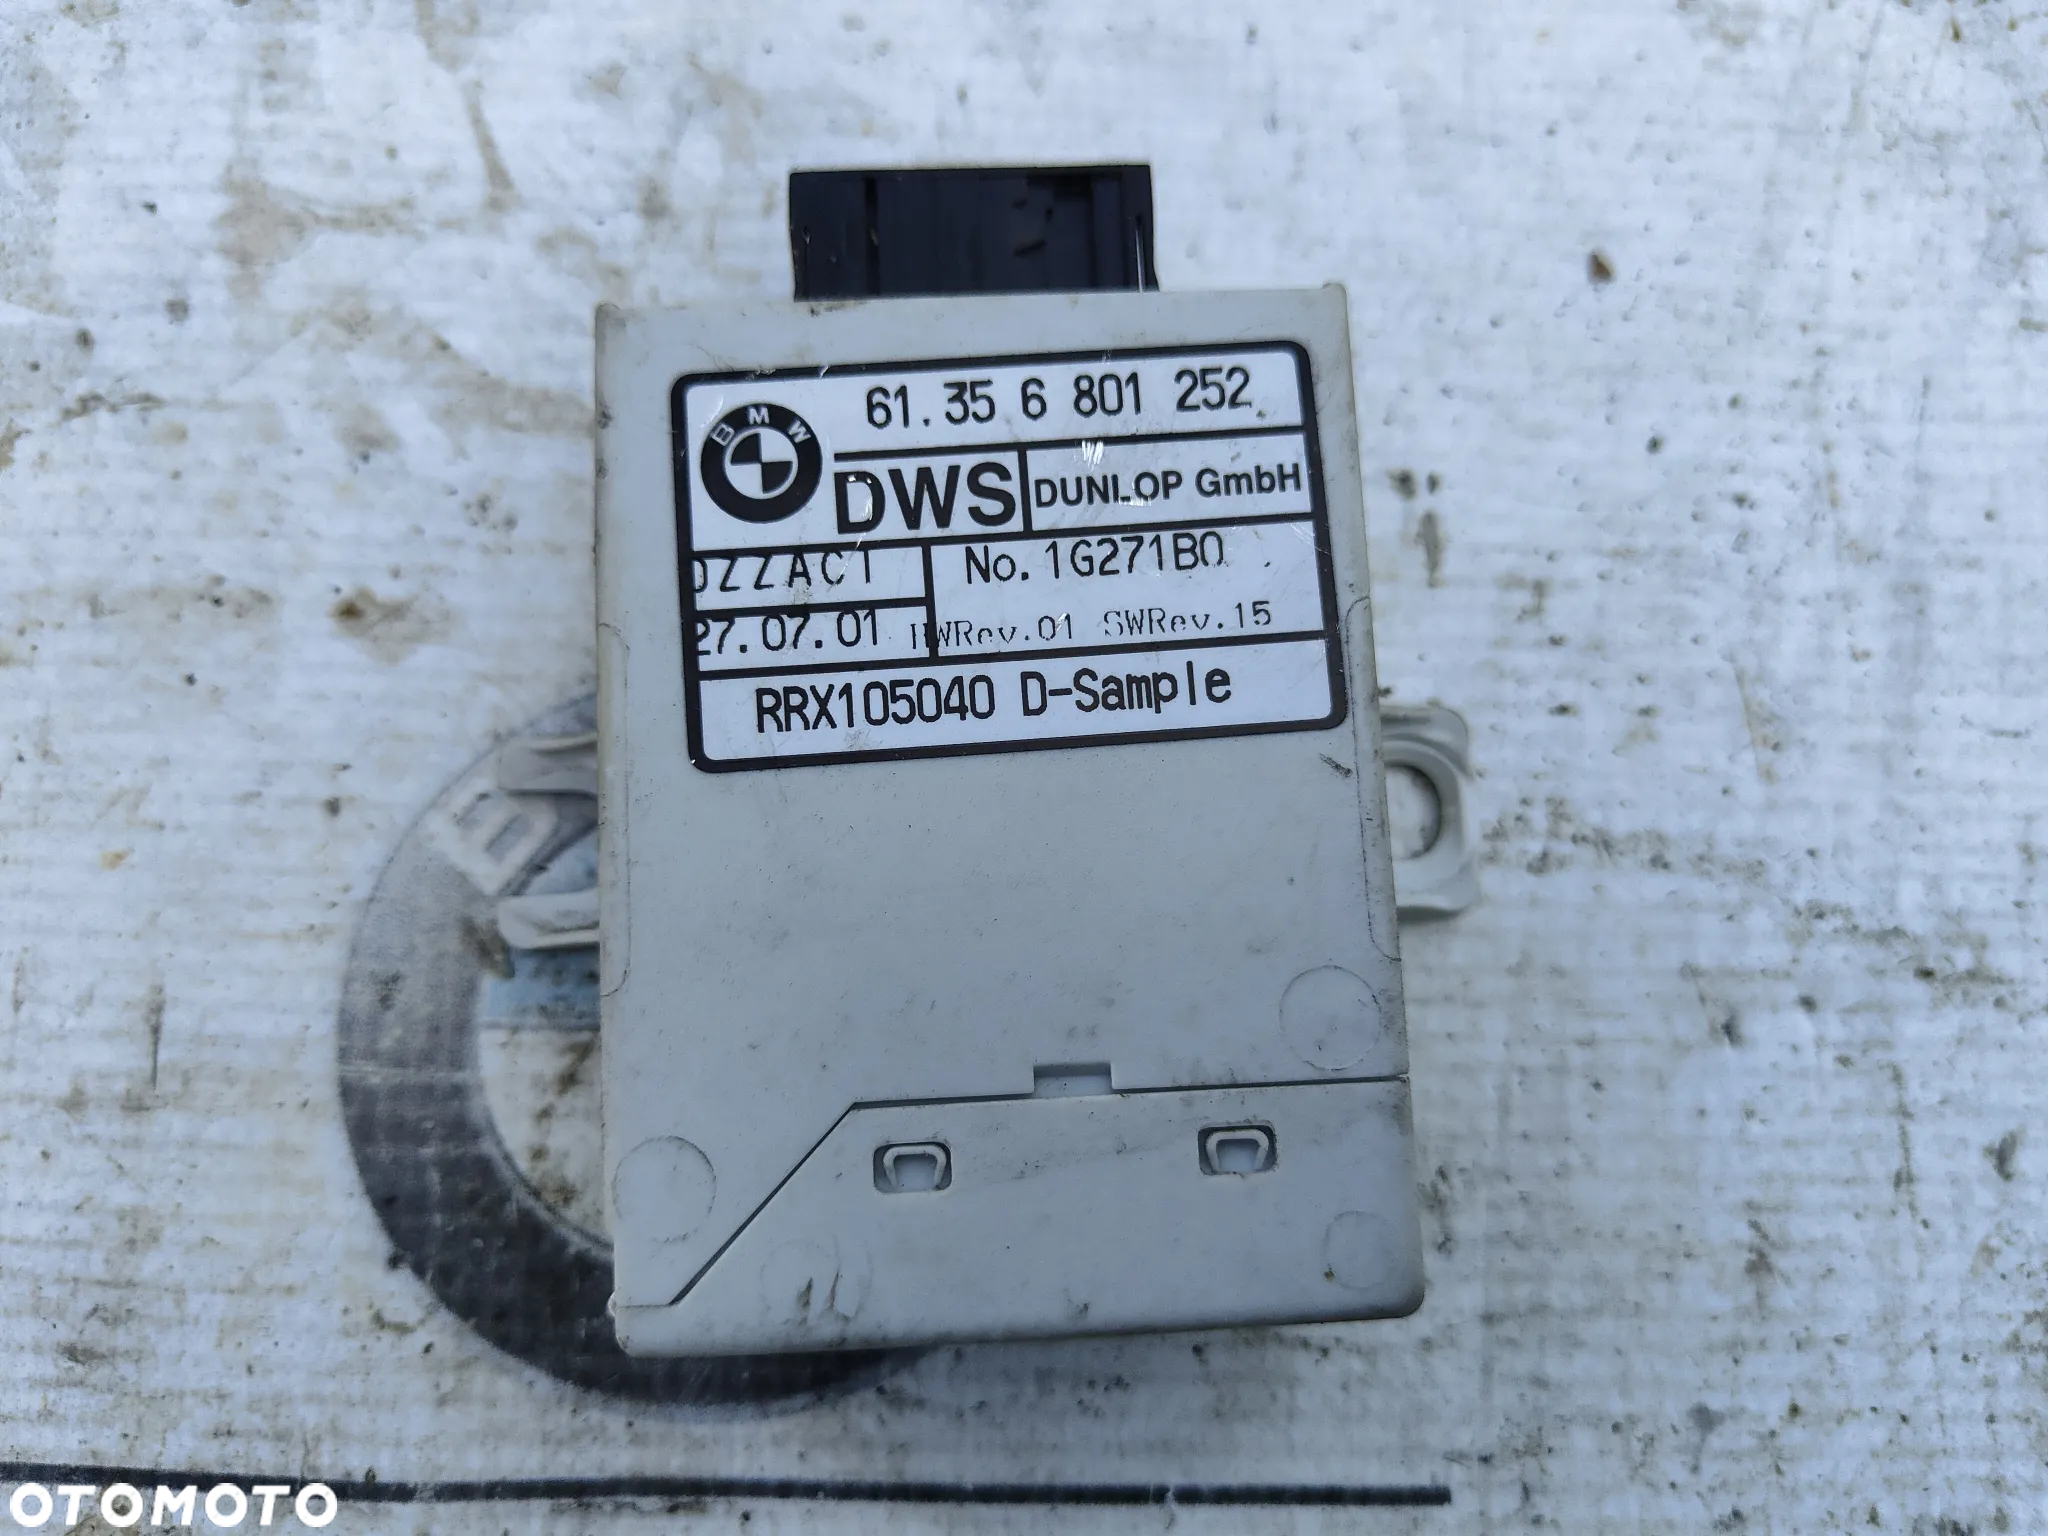 61.35 6 801 252
BMW
DWS DUNLOP GmbH
No.1G271B0
27.07.01 HWRev.01 SWRev.15
RRX105040 D-Sample
B
OTOMOTO